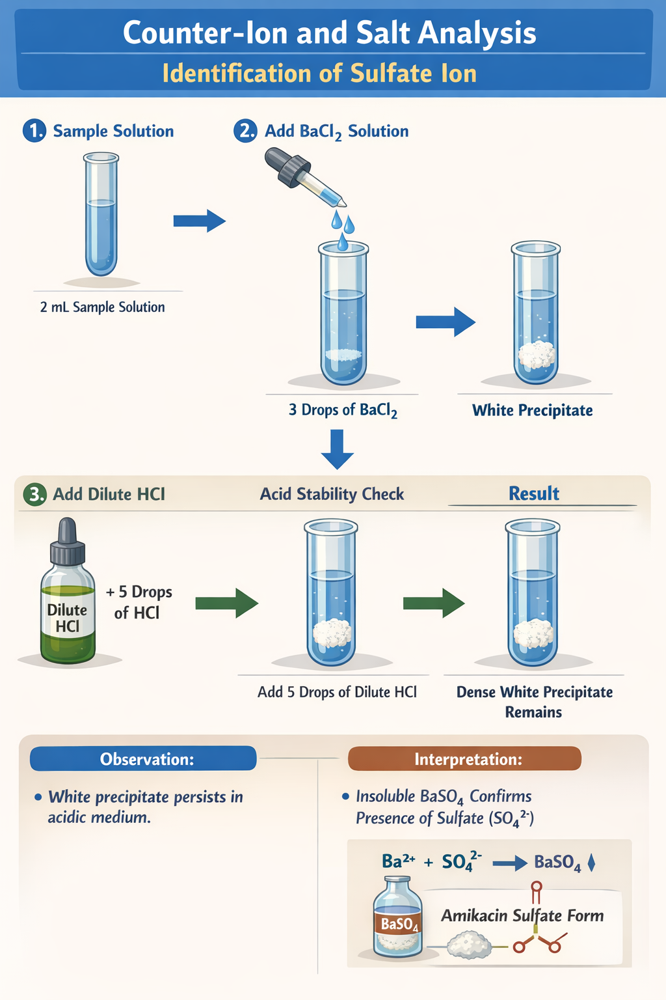 Counter-Ion and Salt Analysis
Identification of Sulfate Ion
1. Sample Solution
2. Add BaCl₂ Solution
2 mL Sample Solution
3 Drops of BaCl₂
White Precipitate
3. Add Dilute HCl
Acid Stability Check
Result
Dilute
HCl
+ 5 Drops
of HCl
Add 5 Drops of Dilute HCl
Dense White Precipitate
Remains
Observation:
• White precipitate persists in
acidic medium.
Interpretation:
• Insoluble BaSO₄ Confirms
Presence of Sulfate (SO₄²⁻)
Ba²⁺ + SO₄²⁻ → BaSO₄
BaSO₄
Amikacin Sulfate Form